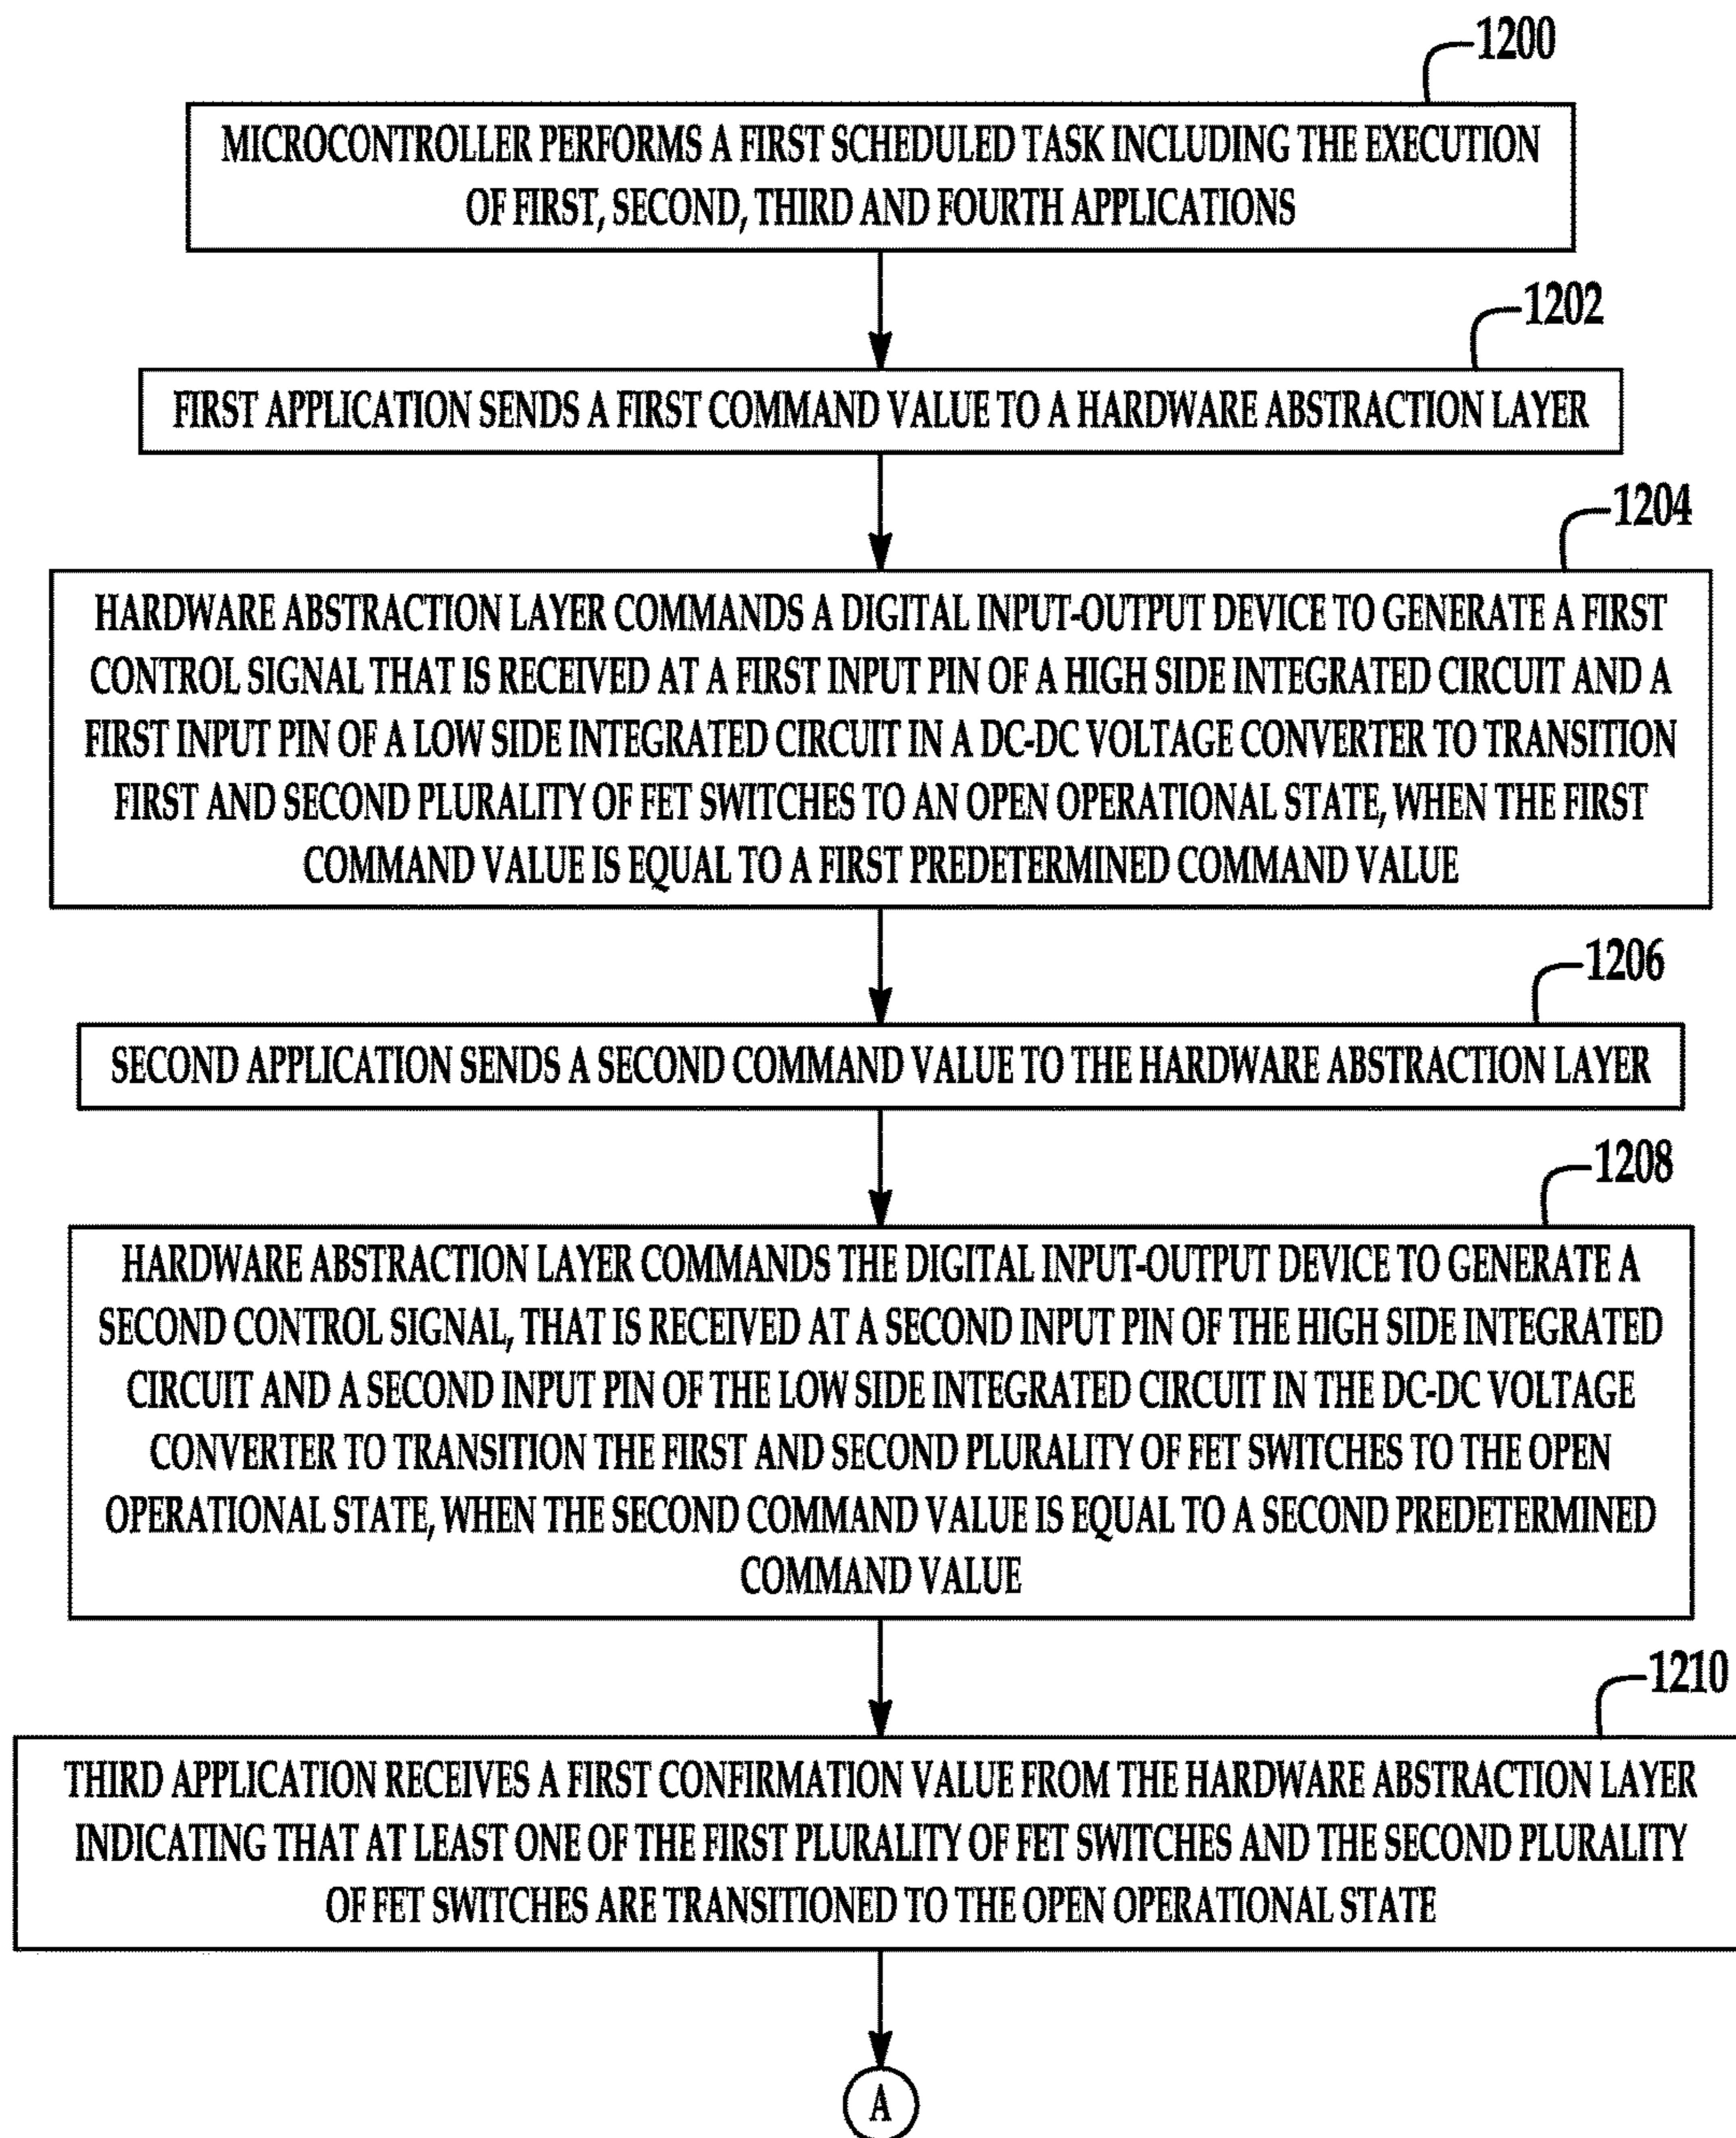 1200
MICROCONTROLLER PERFORMS A FIRST SCHEDULED TASK INCLUDING THE EXECUTION
OF FIRST, SECOND, THIRD AND FOURTH APPLICATIONS
1202
FIRST APPLICATION SENDS A FIRST COMMAND VALUE TO A HARDWARE ABSTRACTION LAYER
1204
HARDWARE ABSTRACTION LAYER COMMANDS A DIGITAL INPUT-OUTPUT DEVICE TO GENERATE A FIRST
CONTROL SIGNAL THAT IS RECEIVED AT A FIRST INPUT PIN OF A HIGH SIDE INTEGRATED CIRCUIT AND A
FIRST INPUT PIN OF A LOW SIDE INTEGRATED CIRCUIT IN A DC-DC VOLTAGE CONVERTER TO TRANSITION
FIRST AND SECOND PLURALITY OF FET SWITCHES TO AN OPEN OPERATIONAL STATE, WHEN THE FIRST
COMMAND VALUE IS EQUAL TO A FIRST PREDETERMINED COMMAND VALUE
1206
SECOND APPLICATION SENDS A SECOND COMMAND VALUE TO THE HARDWARE ABSTRACTION LAYER
1208
HARDWARE ABSTRACTION LAYER COMMANDS THE DIGITAL INPUT-OUTPUT DEVICE TO GENERATE A
SECOND CONTROL SIGNAL, THAT IS RECEIVED AT A SECOND INPUT PIN OF THE HIGH SIDE INTEGRATED
CIRCUIT AND A SECOND INPUT PIN OF THE LOW SIDE INTEGRATED CIRCUIT IN THE DC-DC VOLTAGE
CONVERTER TO TRANSITION THE FIRST AND SECOND PLURALITY OF FET SWITCHES TO THE OPEN
OPERATIONAL STATE, WHEN THE SECOND COMMAND VALUE IS EQUAL TO A SECOND PREDETERMINED
COMMAND VALUE
1210
THIRD APPLICATION RECEIVES A FIRST CONFIRMATION VALUE FROM THE HARDWARE ABSTRACTION LAYER
INDICATING THAT AT LEAST ONE OF THE FIRST PLURALITY OF FET SWITCHES AND THE SECOND PLURALITY
OF FET SWITCHES ARE TRANSITIONED TO THE OPEN OPERATIONAL STATE
A